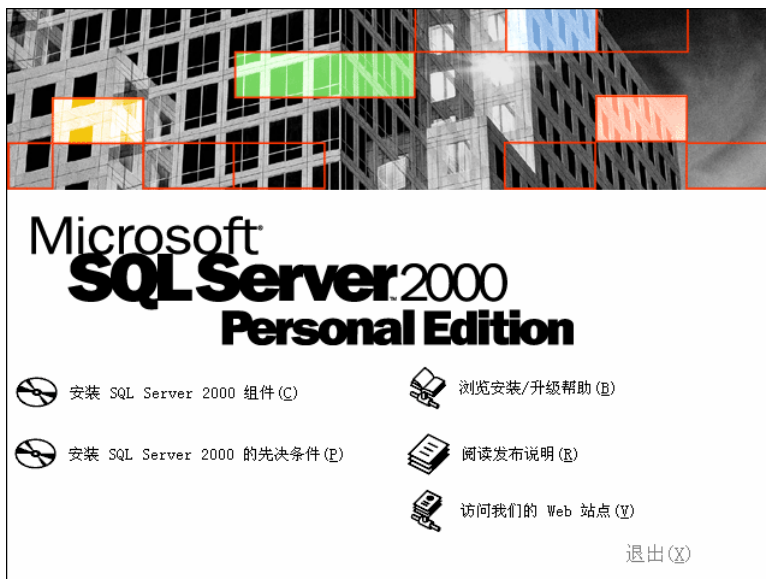 Microsoft
SQL Server™ 2000
Personal Edition
安装 SQL Server 2000 组件(C)
安装 SQL Server 2000 的先决条件(P)
浏览安装/升级帮助(B)
阅读发布说明(R)
访问我们的 Web 站点(V)
退出(X)